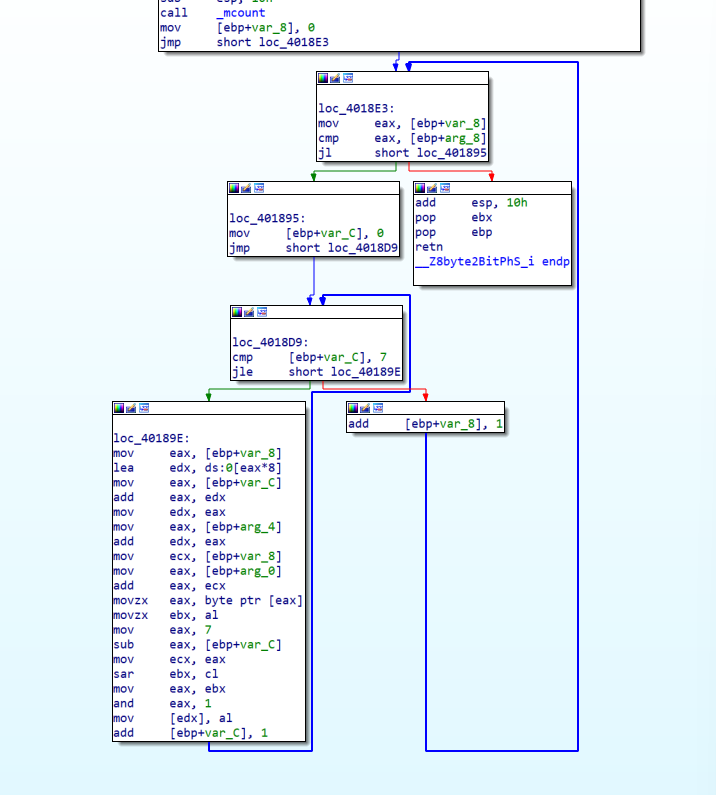 call _mcount
mov [ebp+var_8], 0
jmp short loc_4018E3
loc_4018E3:
mov eax, [ebp+var_8]
cmp eax, [ebp+arg_8]
jl short loc_401895
loc_401895:
mov [ebp+var_C], 0
jmp short loc_4018D9
add esp, 10h
pop ebx
pop ebp
retn
__Z8byte2BitPhS_i endp
loc_4018D9:
cmp [ebp+var_C], 7
jle short loc_40189E
loc_40189E:
mov eax, [ebp+var_8]
lea edx, ds:0[eax*8]
mov eax, [ebp+var_C]
add eax, edx
mov edx, eax
mov eax, [ebp+arg_4]
add edx, eax
mov ecx, [ebp+var_8]
mov eax, [ebp+arg_0]
add eax, ecx
movzx eax, byte ptr [eax]
movzx ebx, al
mov eax, 7
sub eax, [ebp+var_C]
mov ecx, eax
sar ebx, cl
mov eax, ebx
and eax, 1
mov [edx], al
add [ebp+var_C], 1
add [ebp+var_8], 1